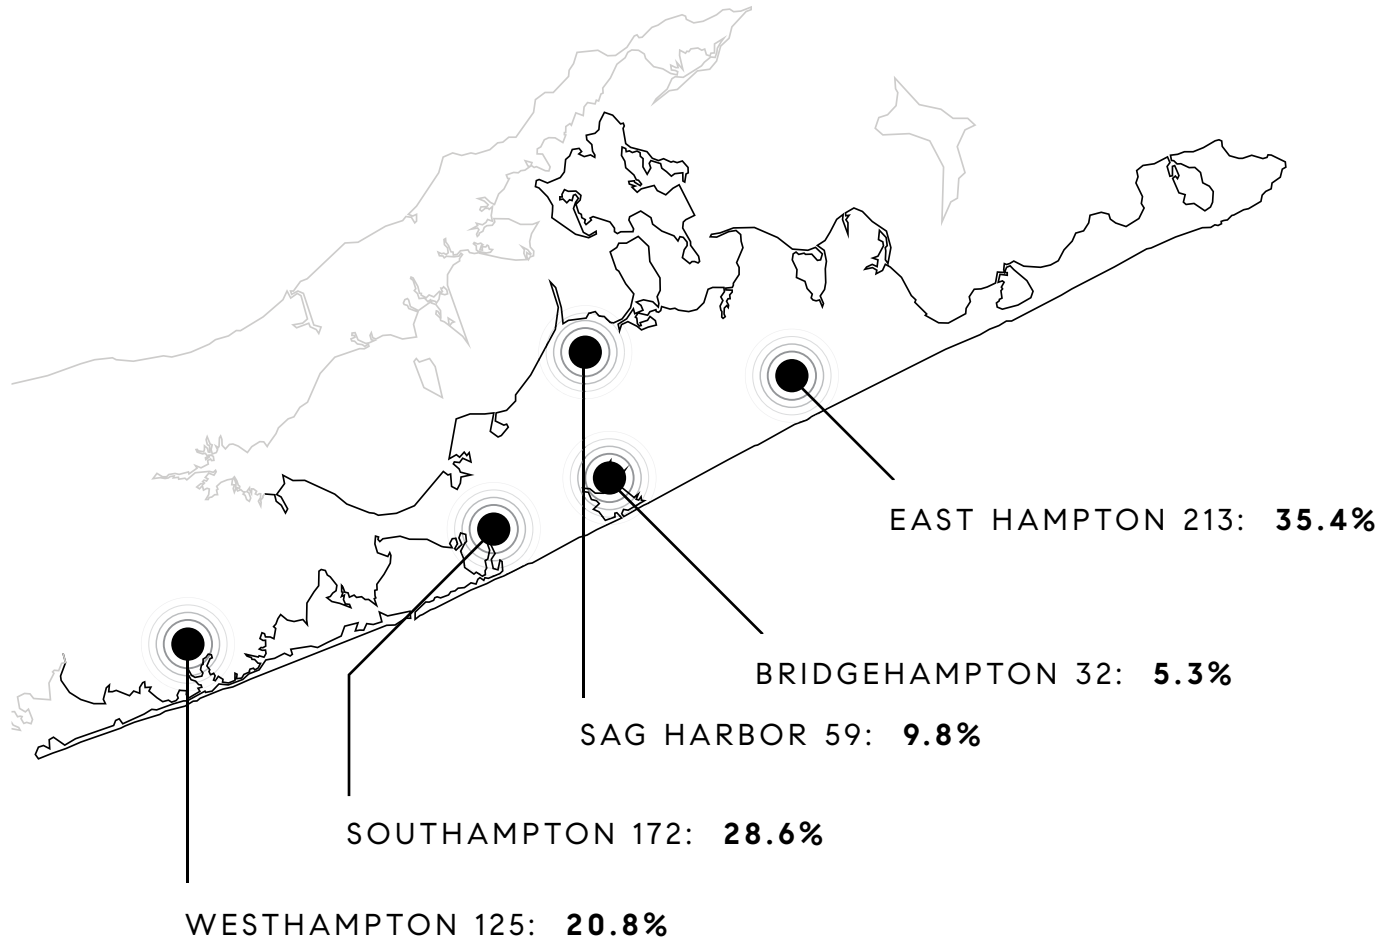 EAST HAMPTON 213: 35.4%
BRIDGEHAMPTON 32: 5.3%
SAG HARBOR 59: 9.8%
SOUTHAMPTON 172: 28.6%
WESTHAMPTON 125: 20.8%